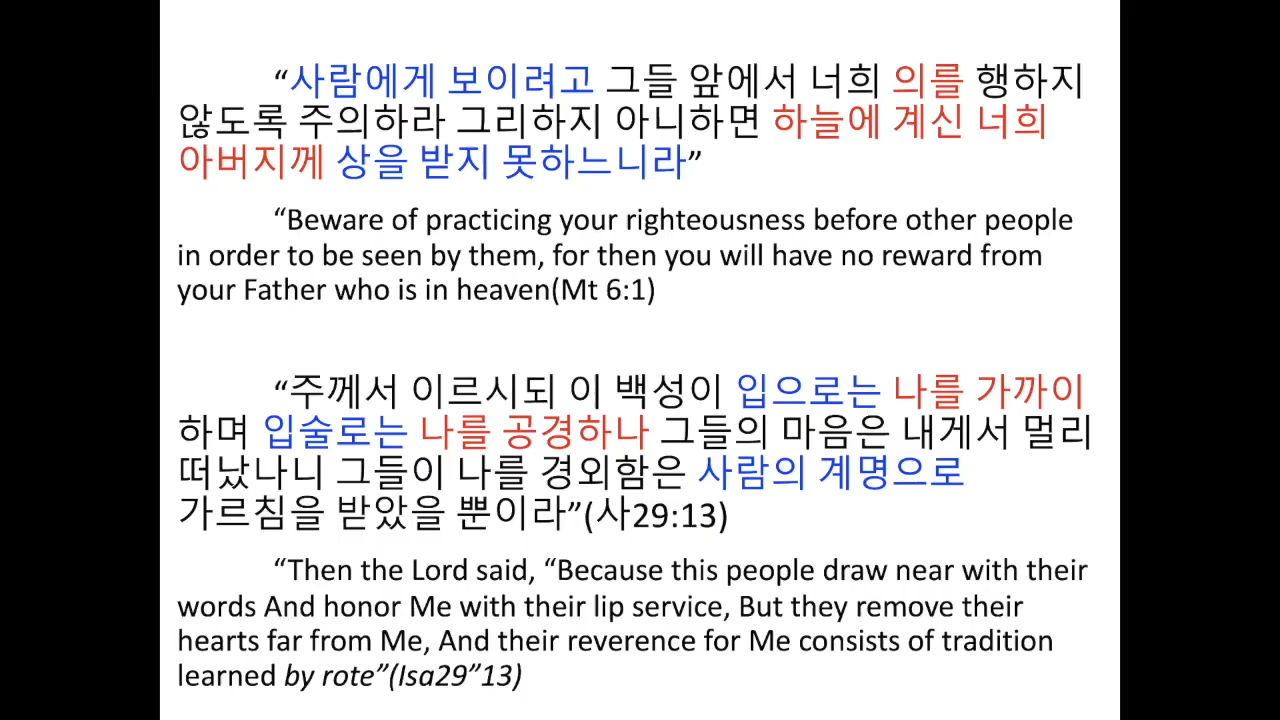 “사람에게 보이려고 그들 앞에서 너희 의를 행하지
않도록 주의하라 그리하지 아니하면 하늘에 계신 너희
아버지께 상을 받지 못하느니라”
“Beware of practicing your righteousness before other people
in order to be seen by them, for then you will have no reward from
your Father who is in heaven(Mt 6:1)
“주께서 이르시되 이 백성이 입으로는 나를 가까이
하며 입술로는 나를 공경하나 그들의 마음은 내게서 멀리
떠났나니 그들이 나를 경외함은 사람의 계명으로
가르침을 받았을 뿐이라”(사29:13)
“Then the Lord said, “Because this people draw near with their
words And honor Me with their lip service, But they remove their
hearts far from Me, And their reverence for Me consists of tradition
learned by rote”(Isa29”13)